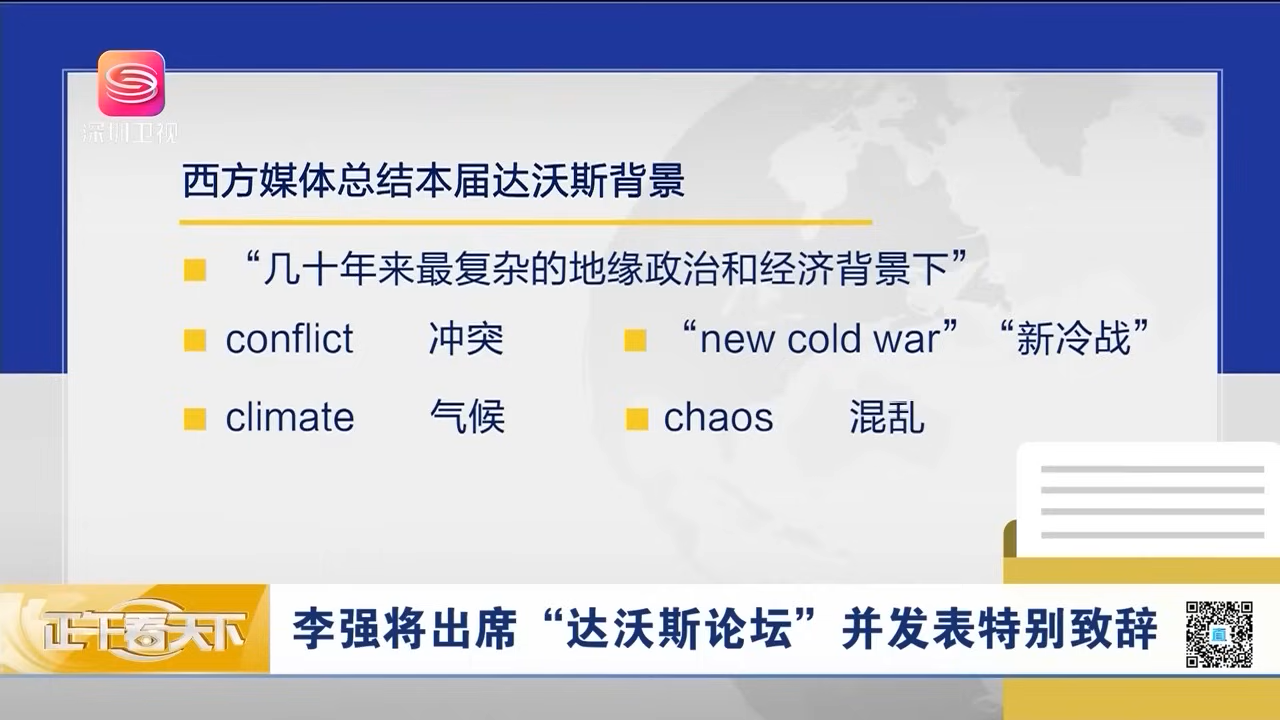 深圳卫视
西方媒体总结本届达沃斯背景
“几十年来最复杂的地缘政治和经济背景下”
conflict 冲突 “new cold war” “新冷战”
climate 气候 chaos 混乱
正午看天下
李强将出席“达沃斯论坛”并发表特别致辞